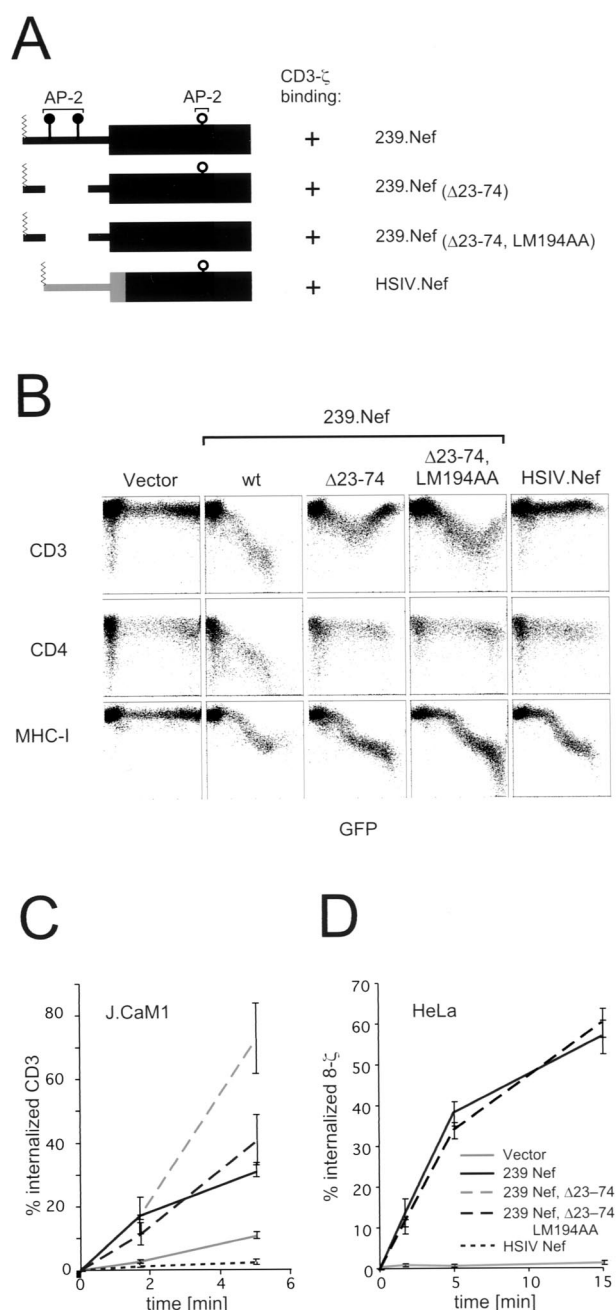 A
AP-2 AP-2
CD3-ζ
binding:
+ 239.Nef
+ 239.Nef (Δ23-74)
+ 239.Nef (Δ23-74, LM194AA)
+ HSIV.Nef
B
239.Nef
Vector wt Δ23-74 Δ23-74,
LM194AA HSIV.Nef
CD3
CD4
MHC-I
GFP
C
J.CaM1
% internalized CD3
80
60
40
20
0
0 2 4 6
time [min]
D
HeLa
% internalized 8-ζ
70
60
50
40
30
20
10
0
0 5 10 15
time [min]
Vector
239 Nef
239 Nef, Δ23–74
239 Nef, Δ23–74
LM194AA
HSIV Nef